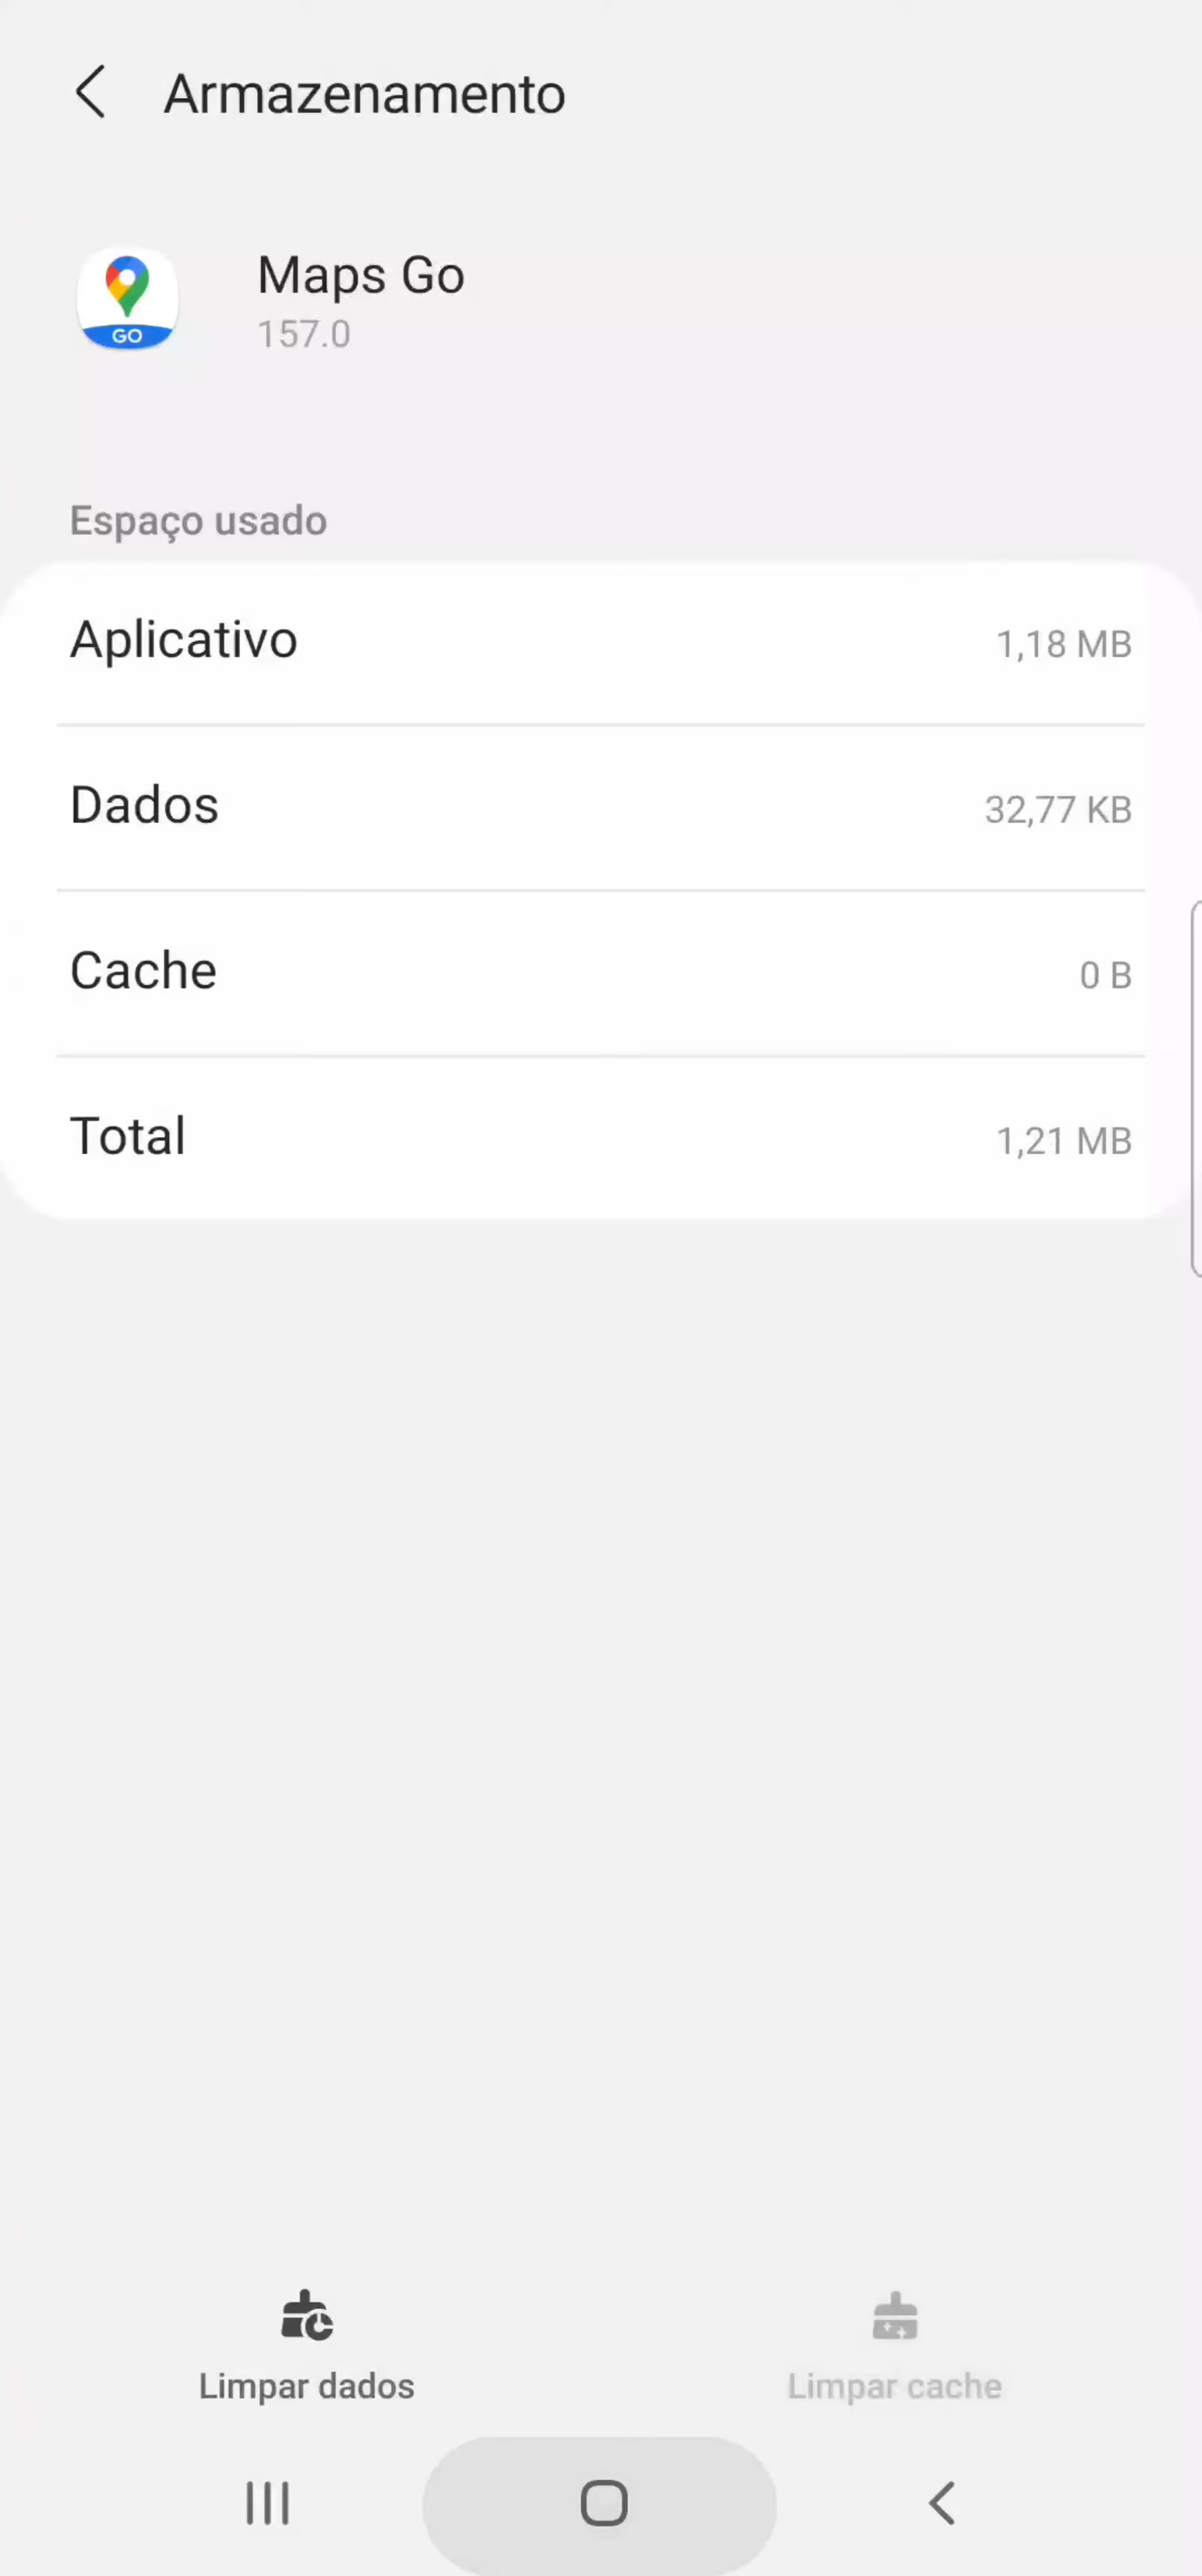 Armazenamento
Maps Go
GO
157.0
Espaço usado
Aplicativo 1,18 MB
Dados 32,77 KB
Cache 0 B
Total 1,21 MB
Limpar dados Limpar cache